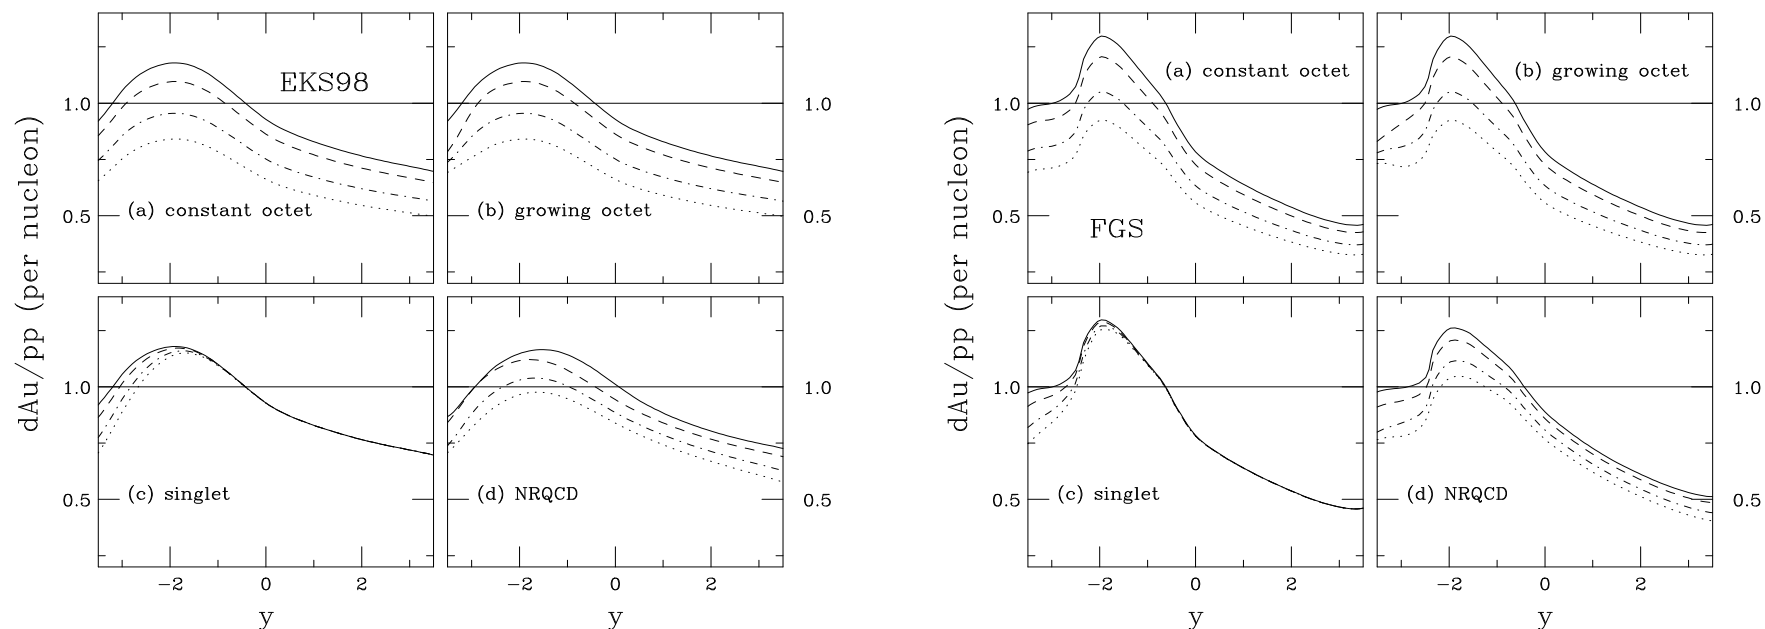 EKS98
1.0
0.5
(a) constant octet
(b) growing octet
1.0
0.5
1.0
0.5
(c) singlet
(d) NRQCD
1.0
0.5
−2 0 2
−2 0 2
y
y
dAu/pp (per nucleon)
(a) constant octet
(b) growing octet
1.0
0.5
FGS
1.0
0.5
1.0
0.5
(c) singlet
(d) NRQCD
1.0
0.5
−2 0 2
−2 0 2
y
y
dAu/pp (per nucleon)